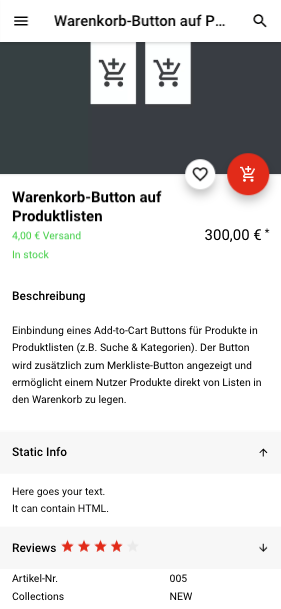 Warenkorb-Button auf P...
Warenkorb-Button auf
Produktlisten
4,00 € Versand
300,00 € *
In stock
Beschreibung
Einbindung eines Add-to-Cart Buttons für Produkte in
Produktlisten (z.B. Suche & Kategorien). Der Button
wird zusätzlich zum Merkliste-Button angezeigt und
ermöglicht einem Nutzer Produkte direkt von Listen in
den Warenkorb zu legen.
Static Info
Here goes your text.
It can contain HTML.
Reviews
Artikel-Nr. 005
Collections NEW